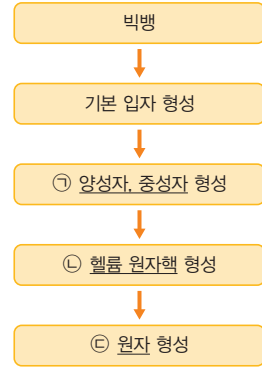 빅뱅
기본 입자 형성
㉠ 양성자, 중성자 형성
㉡ 헬륨 원자핵 형성
㉢ 원자 형성